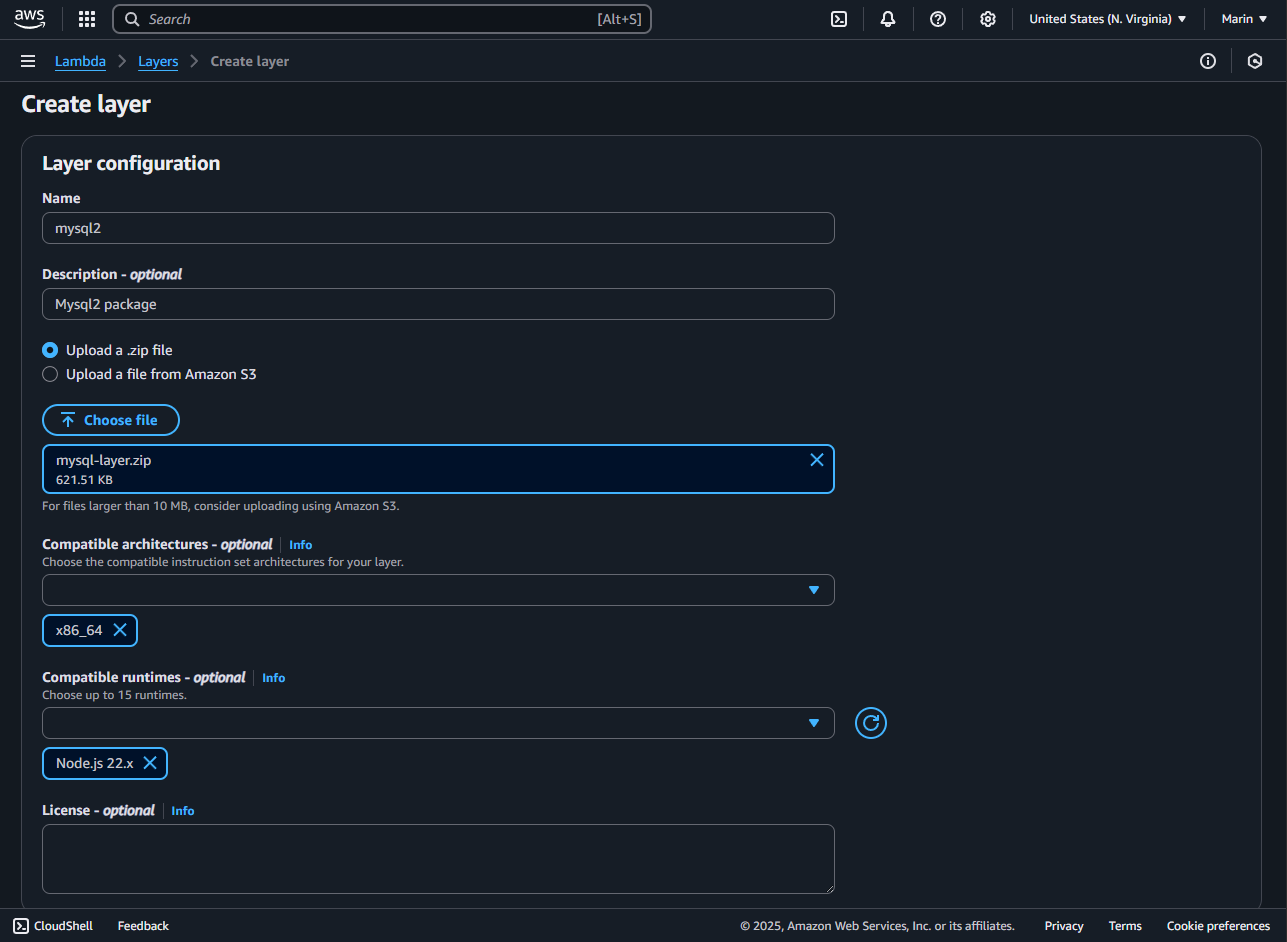 aws
Search [Alt+S] United States (N. Virginia) Marin
Lambda Layers Create layer
Create layer
Layer configuration
Name
mysql2
Description - optional
Mysql2 package
Upload a .zip file
Upload a file from Amazon S3
Choose file
mysql-layer.zip
621.51 KB
For files larger than 10 MB, consider uploading using Amazon S3.
Compatible architectures - optional Info
Choose the compatible instruction set architectures for your layer.
x86_64
Compatible runtimes - optional Info
Choose up to 15 runtimes.
Node.js 22.x
License - optional Info
CloudShell Feedback © 2025, Amazon Web Services, Inc. or its affiliates. Privacy Terms Cookie preferences